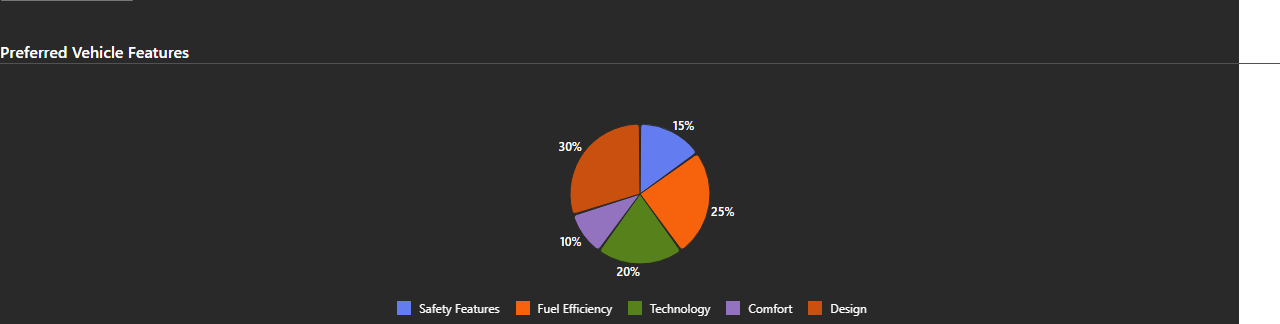 Preferred Vehicle Features
15%
30%
25%
10%
20%
Safety Features Fuel Efficiency Technology Comfort Design